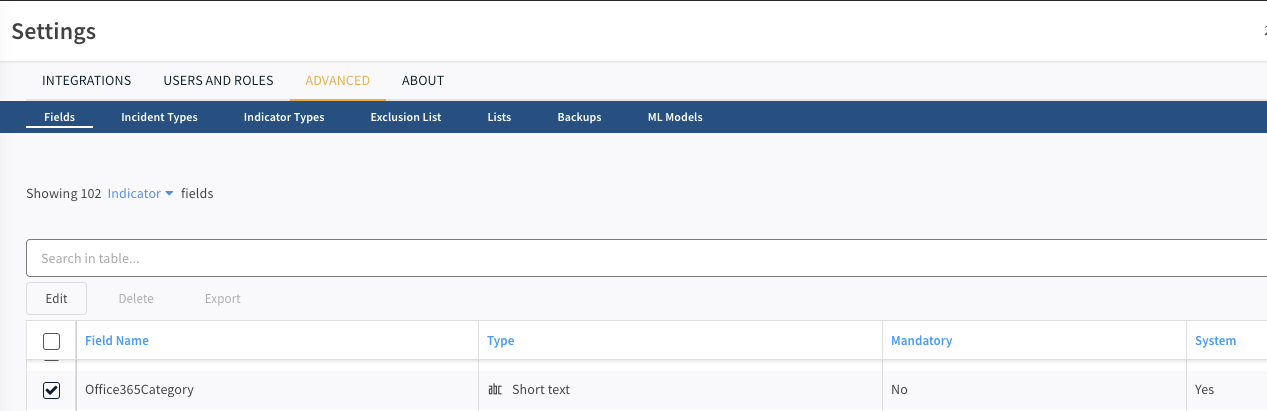 Settings
INTEGRATIONS USERS AND ROLES ADVANCED ABOUT
Fields Incident Types Indicator Types Exclusion List Lists Backups ML Models
Showing 102 Indicator fields
Search in table...
Edit Delete Export
Field Name Type Mandatory System
Office365Category abc Short text No Yes